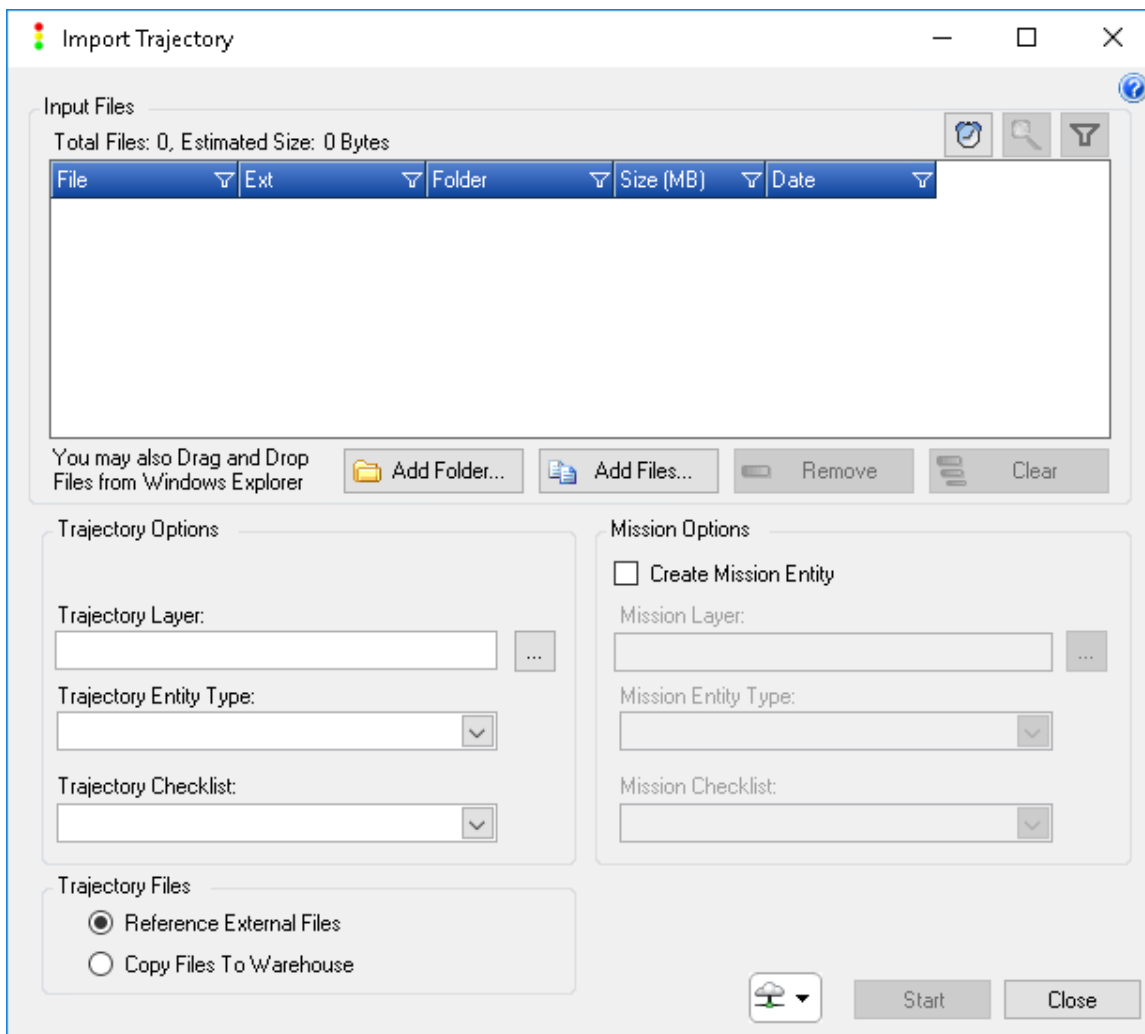 Import Trajectory
Input Files
Total Files: 0, Estimated Size: 0 Bytes
File Ext Folder Size (MB) Date
You may also Drag and Drop
Files from Windows Explorer
Add Folder... Add Files... Remove Clear
Trajectory Options
Trajectory Layer:
...
Trajectory Entity Type:
Trajectory Checklist:
Mission Options
Create Mission Entity
Mission Layer:
...
Mission Entity Type:
Mission Checklist:
Trajectory Files
Reference External Files
Copy Files To Warehouse
Start Close